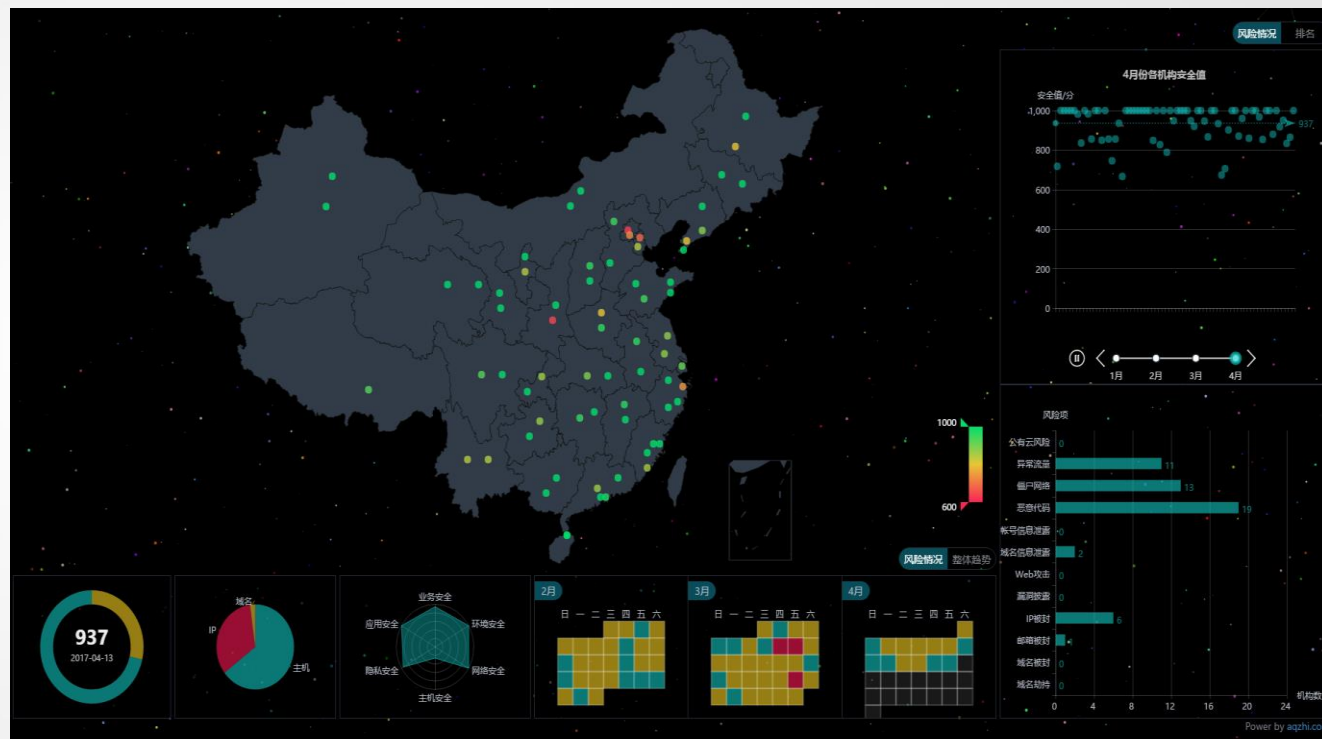 风险情况 排名
4月份各机构安全值
安全值/分
1,000
937
800
600
400
200
0
1月 2月 3月 4月
1000
600
风险项
公有云风险 0
异常流量 11
僵尸网络 13
恶意代码 19
帐号信息泄露 0
域名信息泄露 2
Web攻击 0
漏洞披露 0
IP被封 6
邮箱被封 1
域名被封 0
域名劫持 0
0 4 8 12 16 20 24
机构数
风险情况 整体趋势
937
2017-04-13
域名
IP
主机
业务安全
环境安全
网络安全
主机安全
隐私安全
应用安全
2月
日 一 二 三 四 五 六
3月
日 一 二 三 四 五 六
4月
日 一 二 三 四 五 六
Power by aqzhi.co